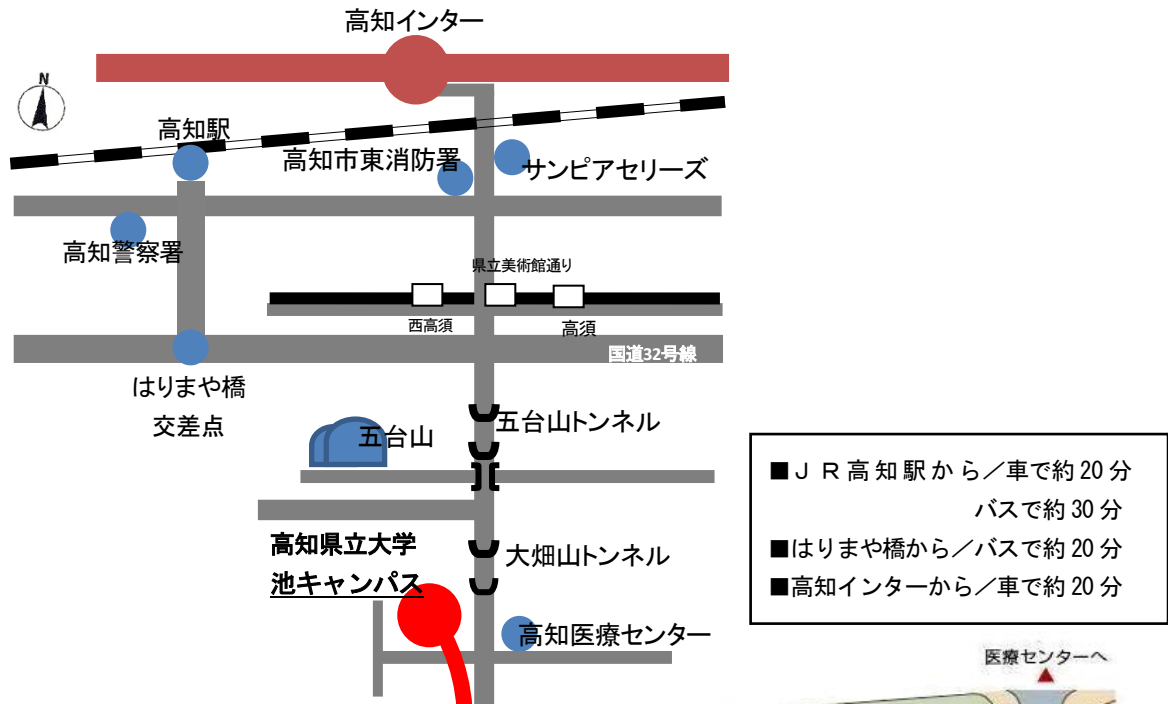 高知インター
N
高知駅
高知市東消防署
サンピアセリーズ
高知警察署
県立美術館通り
西高須
高須
国道32号線
はりまや橋
交差点
五台山
五台山トンネル
■ＪＲ高知駅から／車で約20分
バスで約30分
■はりまや橋から／バスで約20分
■高知インターから／車で約20分
高知県立大学
池キャンパス
大畑山トンネル
高知医療センター
医療センターへ